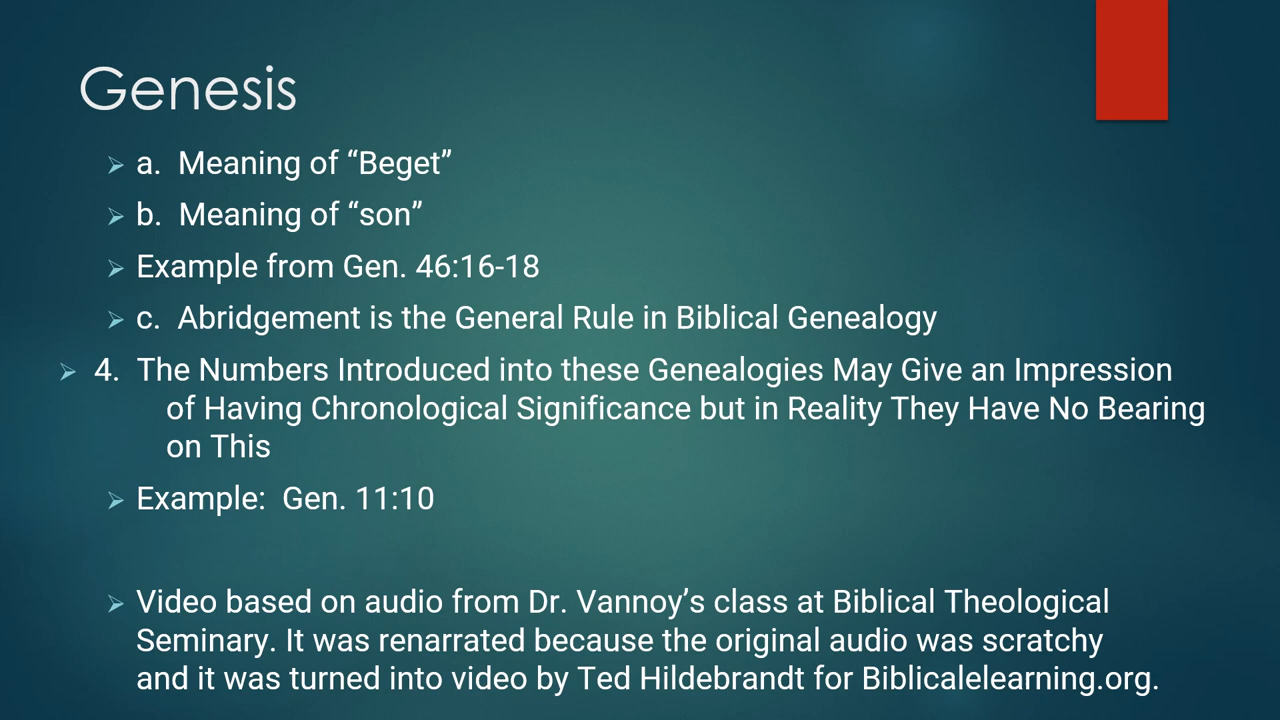 Genesis
a. Meaning of “Beget”
b. Meaning of “son”
Example from Gen. 46:16-18
c. Abridgement is the General Rule in Biblical Genealogy
4. The Numbers Introduced into these Genealogies May Give an Impression
of Having Chronological Significance but in Reality They Have No Bearing
on This
Example: Gen. 11:10
Video based on audio from Dr. Vannoy’s class at Biblical Theological
Seminary. It was renarrated because the original audio was scratchy
and it was turned into video by Ted Hildebrandt for Biblicalelearning.org.